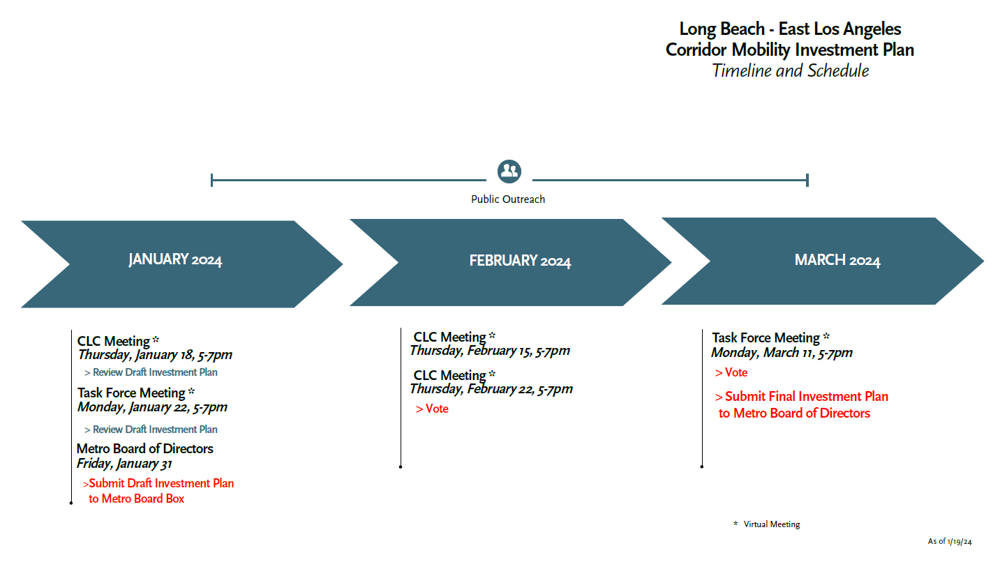 Long Beach - East Los Angeles
Corridor Mobility Investment Plan
Timeline and Schedule
Public Outreach
JANUARY 2024
FEBRUARY 2024
MARCH 2024
CLC Meeting *
Thursday, January 18, 5-7pm
> Review Draft Investment Plan
Task Force Meeting *
Monday, January 22, 5-7pm
> Review Draft Investment Plan
Metro Board of Directors
Friday, January 31
>Submit Draft Investment Plan
to Metro Board Box
CLC Meeting *
Thursday, February 15, 5-7pm
CLC Meeting *
Thursday, February 22, 5-7pm
> Vote
Task Force Meeting *
Monday, March 11, 5-7pm
> Vote
> Submit Final Investment Plan
to Metro Board of Directors
* Virtual Meeting
As of 1/19/24